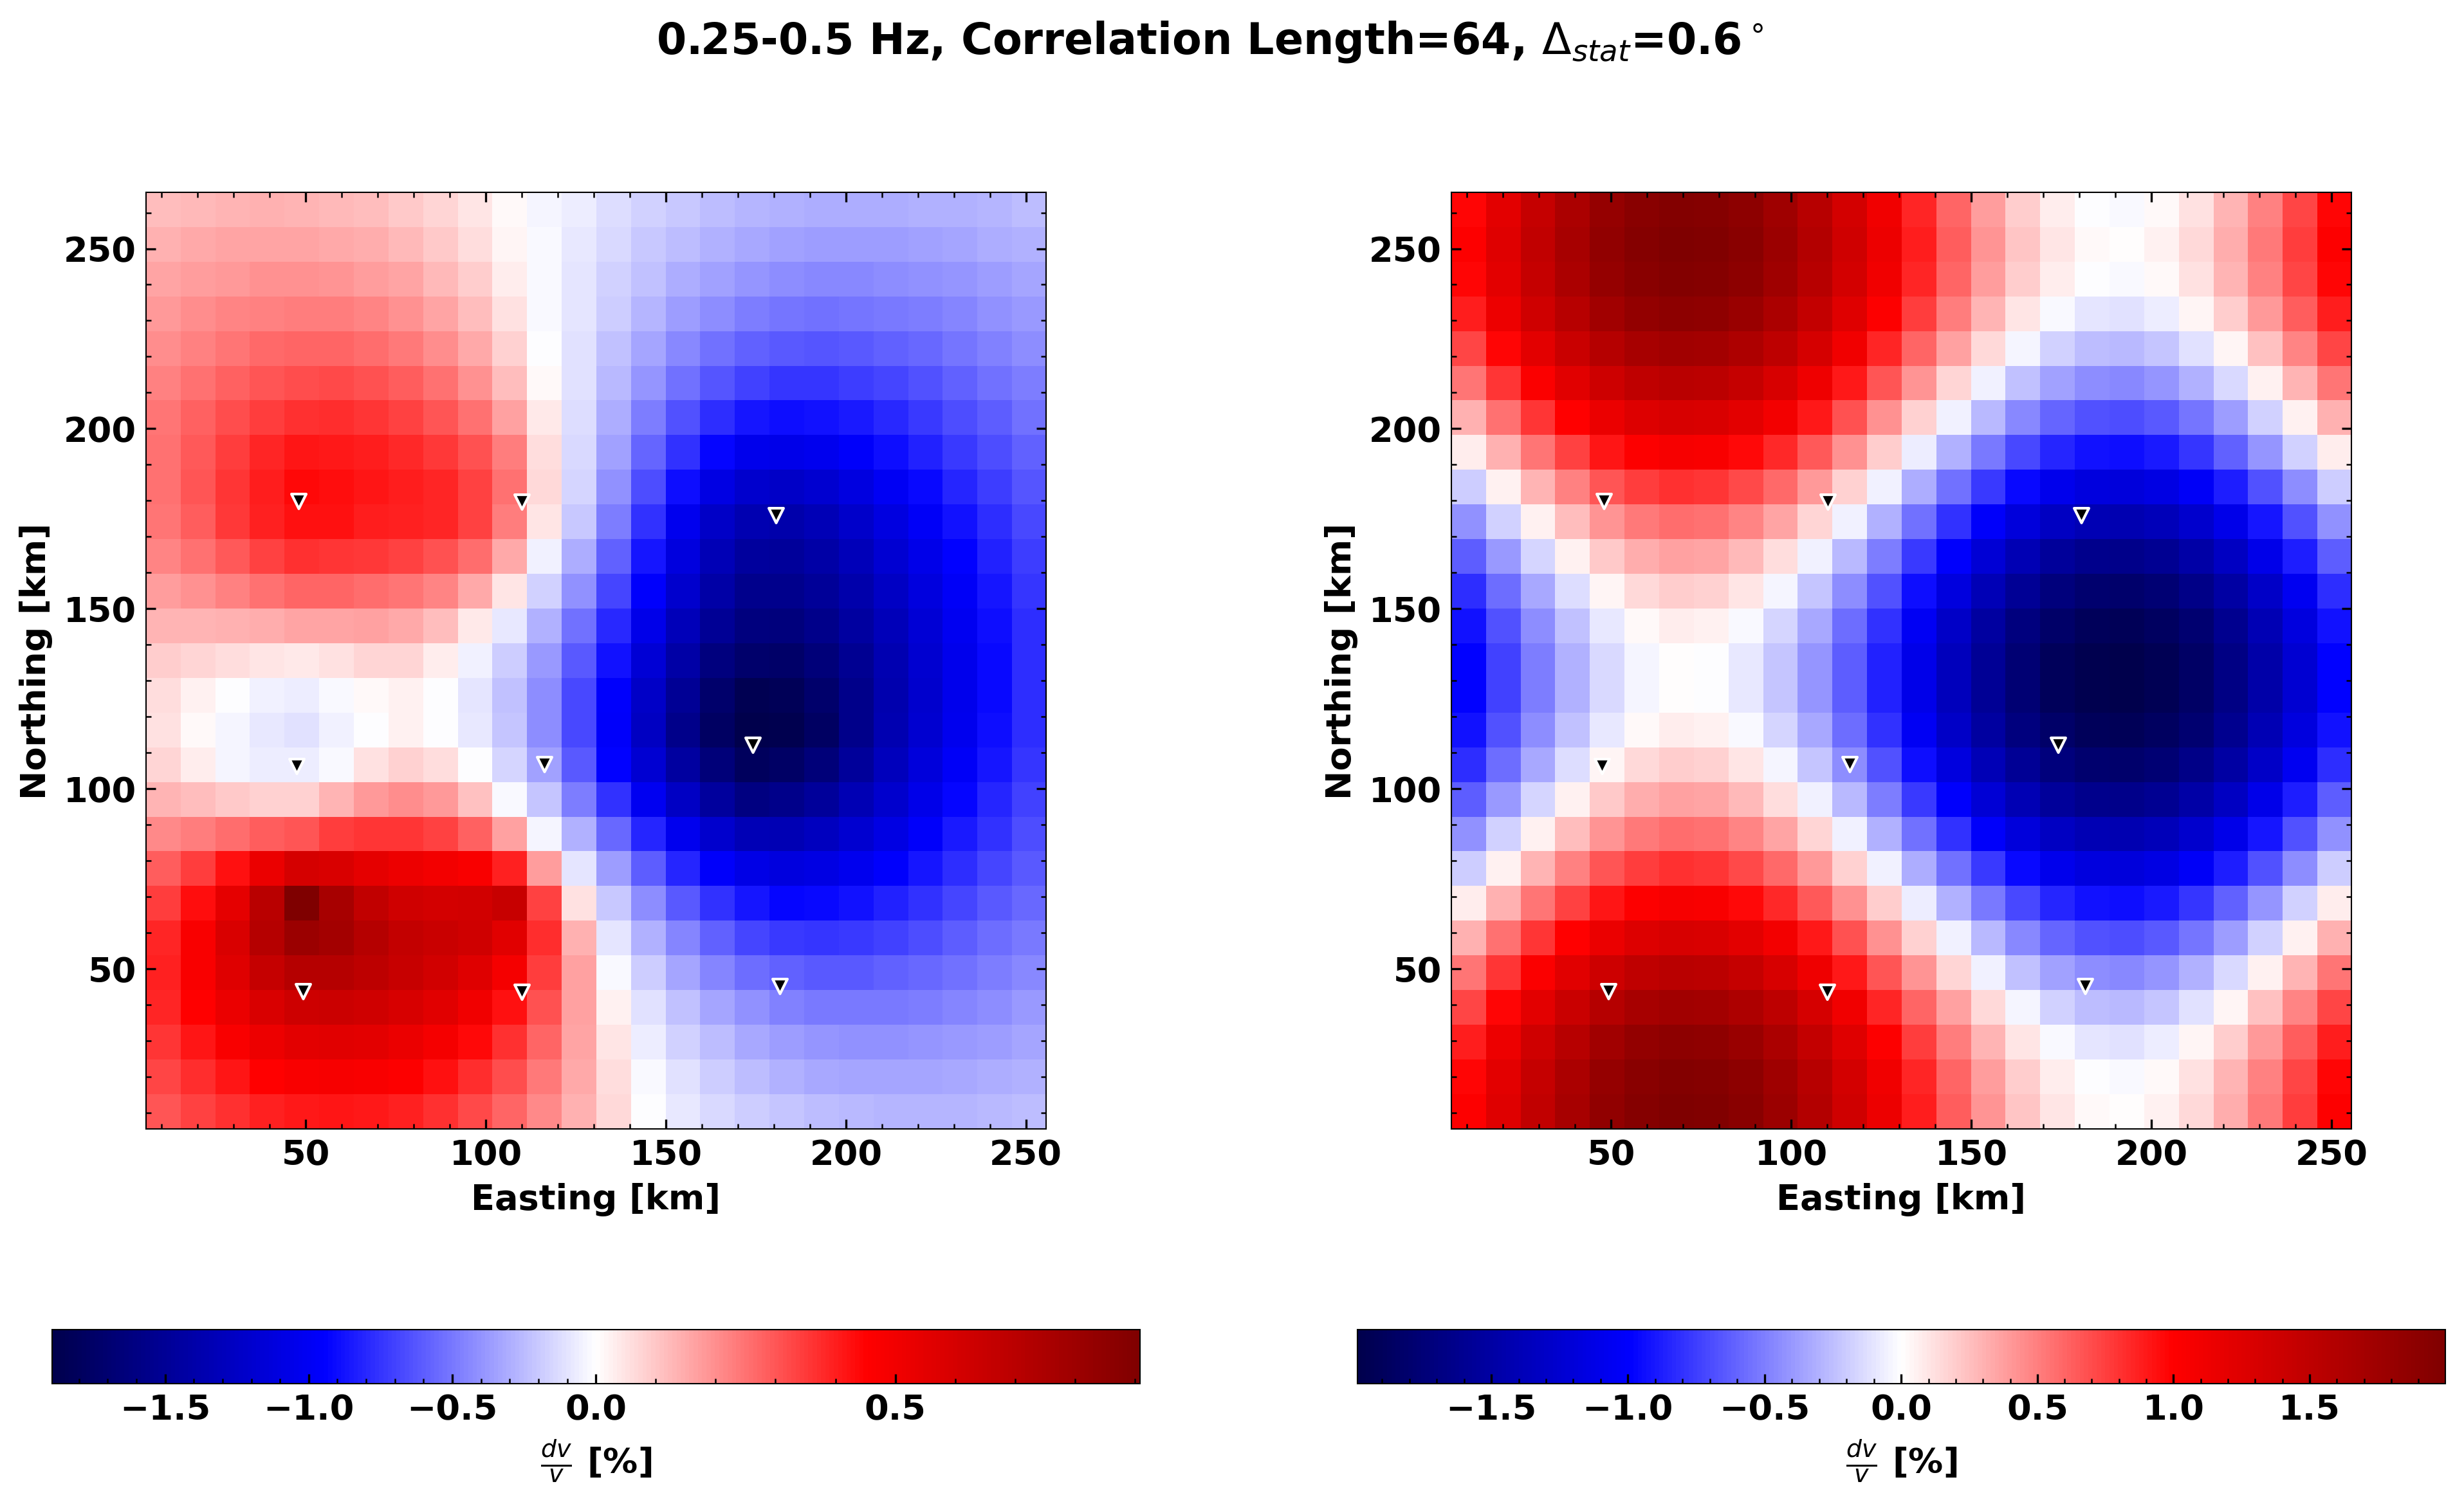 0.25-0.5 Hz, Correlation Length=64, Δ_stat=0.6°
250
200
150
100
50
Northing [km]
50 100 150 200 250
Easting [km]
−1.5 −1.0 −0.5 0.0 0.5
dv/v [%]
250
200
150
100
50
Northing [km]
50 100 150 200 250
Easting [km]
−1.5 −1.0 −0.5 0.0 0.5 1.0 1.5
dv/v [%]